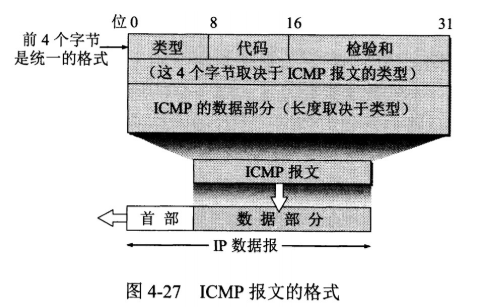 位 0 8 16 31
前 4 个字节
是统一的格式
类型 代码 检验和
(这 4 个字节取决于 ICMP 报文的类型)
ICMP 的数据部分(长度取决于类型)
ICMP 报文
首 部 数 据 部 分
IP 数据报
图 4-27 ICMP 报文的格式